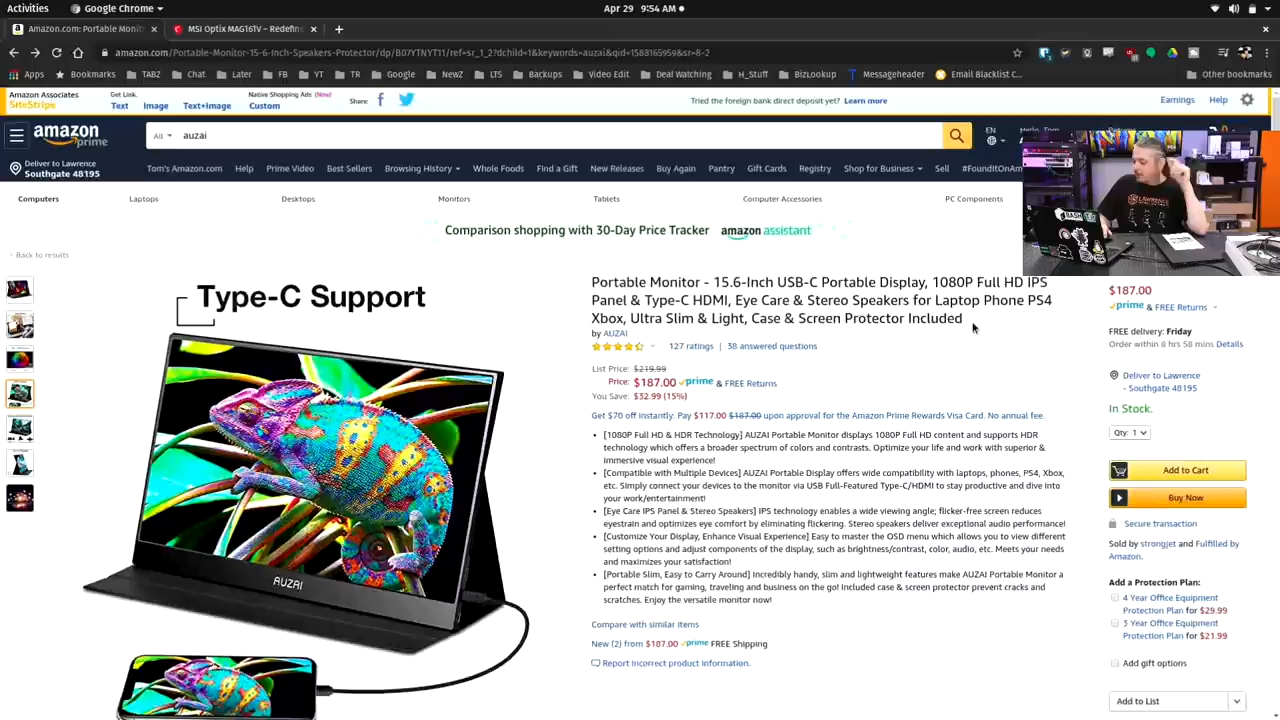 Activities
Google Chrome
Apr 29 9:54 AM
Amazon.com: Portable Monit
MSI Optix MAG16TV - Redefine
amazon.com/Portable-Monitor-15-6-Inch-Speakers-Protector/dp/B07YTNYT11/ref=sr_1_2?dchild=1&keywords=auzai&qid=1588165959&sr=8-2
Apps
Bookmarks
TABZ
Chat
Later
FB
YT
TR
Google
NewZ
LTS
Backups
Video Edit
Deal Watching
H_Stuff
BizLookup
Messageheader
Email Blacklist C...
Other bookmarks
Amazon Associates
SiteStripe
Get Link:
Text Image Text+Image
Native Shopping Ads (New)
Custom
Share:
Tried the foreign bank direct deposit yet? Learn more
Earnings Help
amazon prime
All
auzai
EN
Deliver to Lawrence
Southgate 48195
Tom's Amazon.com Help Prime Video Best Sellers Browsing History Whole Foods Find a Gift New Releases Buy Again Pantry Gift Cards Registry Shop for Business Sell #FoundItOnAm
Computers Laptops Desktops Monitors Tablets Computer Accessories PC Components
Comparison shopping with 30-Day Price Tracker amazon assistant
‹ Back to results
Type-C Support
AUZAI
Portable Monitor - 15.6-Inch USB-C Portable Display, 1080P Full HD IPS
Panel & Type-C HDMI, Eye Care & Stereo Speakers for Laptop Phone PS4
Xbox, Ultra Slim & Light, Case & Screen Protector Included
by AUZAI
127 ratings | 38 answered questions
List Price: $219.99
Price: $187.00 prime & FREE Returns
You Save: $32.99 (15%)
Get $70 off instantly: Pay $117.00 $187.00 upon approval for the Amazon Prime Rewards Visa Card. No annual fee.
• [1080P Full HD & HDR Technology] AUZAI Portable Monitor displays 1080P Full HD content and supports HDR
technology which offers a broader spectrum of colors and contrasts. Optimize your life and work with superior &
immersive visual experience!
• [Compatible with Multiple Devices] AUZAI Portable Display offers wide compatibility with laptops, phones, PS4, Xbox,
etc. Simply connect your devices to the monitor via USB Full-Featured Type-C/HDMI to stay productive and dive into
your work/entertainment!
• [Eye Care IPS Panel & Stereo Speakers] IPS technology enables a wide viewing angle; flicker-free screen reduces
eyestrain and optimizes eye comfort by eliminating flickering. Stereo speakers deliver exceptional audio performance!
• [Customize Your Display, Enhance Visual Experience] Easy to master the OSD menu which allows you to view different
setting options and adjust components of the display, such as brightness/contrast, color, audio, etc. Meets your needs
and maximizes your satisfaction!
• [Portable Slim, Easy to Carry Around] Incredibly handy, slim and lightweight features make AUZAI Portable Monitor a
perfect match for gaming, traveling and business on the go! Included case & screen protector prevent cracks and
scratches. Enjoy the versatile monitor now!
Compare with similar items
New (2) from $187.00 prime FREE Shipping
Report incorrect product information.
$187.00
prime & FREE Returns
FREE delivery: Friday
Order within 8 hrs 58 mins Details
Deliver to Lawrence
- Southgate 48195
In Stock.
Qty: 1
Add to Cart
Buy Now
Secure transaction
Sold by strongjet and Fulfilled by
Amazon.
Add a Protection Plan:
4 Year Office Equipment
Protection Plan for $29.99
3 Year Office Equipment
Protection Plan for $21.99
Add gift options
Add to List